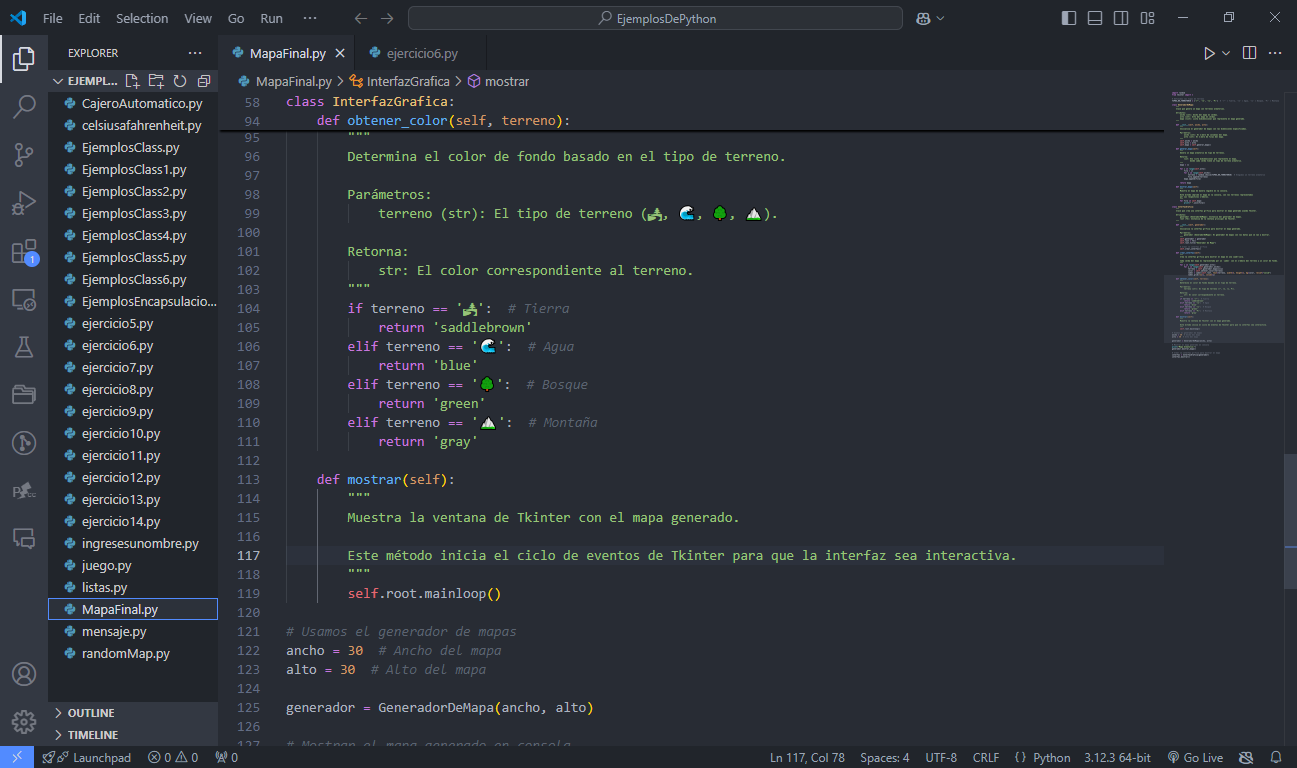 File Edit Selection View Go Run ··· EjemplosDePython
EXPLORER ···
EJEMPL...
CajeroAutomatico.py
celsiusafahrenheit.py
EjemplosClass.py
EjemplosClass1.py
EjemplosClass2.py
EjemplosClass3.py
EjemplosClass4.py
EjemplosClass5.py
EjemplosClass6.py
EjemplosEncapsulacio...
ejercicio5.py
ejercicio6.py
ejercicio7.py
ejercicio8.py
ejercicio9.py
ejercicio10.py
ejercicio11.py
ejercicio12.py
ejercicio13.py
ejercicio14.py
ingresesunombre.py
juego.py
listas.py
MapaFinal.py
mensaje.py
randomMap.py
OUTLINE
TIMELINE
1
MapaFinal.py ejercicio6.py
MapaFinal.py > InterfazGrafica > mostrar
58 class InterfazGrafica:
94     def obtener_color(self, terreno):
95         """
96         Determina el color de fondo basado en el tipo de terreno.
97
98         Parámetros:
99             terreno (str): El tipo de terreno (🏞️, 🌊, 🌳, ⛰️).
100
101         Retorna:
102             str: El color correspondiente al terreno.
103         """
104         if terreno == '🏞️':  # Tierra
105             return 'saddlebrown'
106         elif terreno == '🌊':  # Agua
107             return 'blue'
108         elif terreno == '🌳':  # Bosque
109             return 'green'
110         elif terreno == '⛰️':  # Montaña
111             return 'gray'
112
113     def mostrar(self):
114         """
115         Muestra la ventana de Tkinter con el mapa generado.
116
117         Este método inicia el ciclo de eventos de Tkinter para que la interfaz sea interactiva.
118         """
119         self.root.mainloop()
120
121 # Usamos el generador de mapas
122 ancho = 30  # Ancho del mapa
123 alto = 30  # Alto del mapa
124
125 generador = GeneradorDeMapa(ancho, alto)
126
127 # Mostrar el mapa generado en consola
Launchpad 0 0 0 Ln 117, Col 78 Spaces: 4 UTF-8 CRLF {} Python 3.12.3 64-bit Go Live